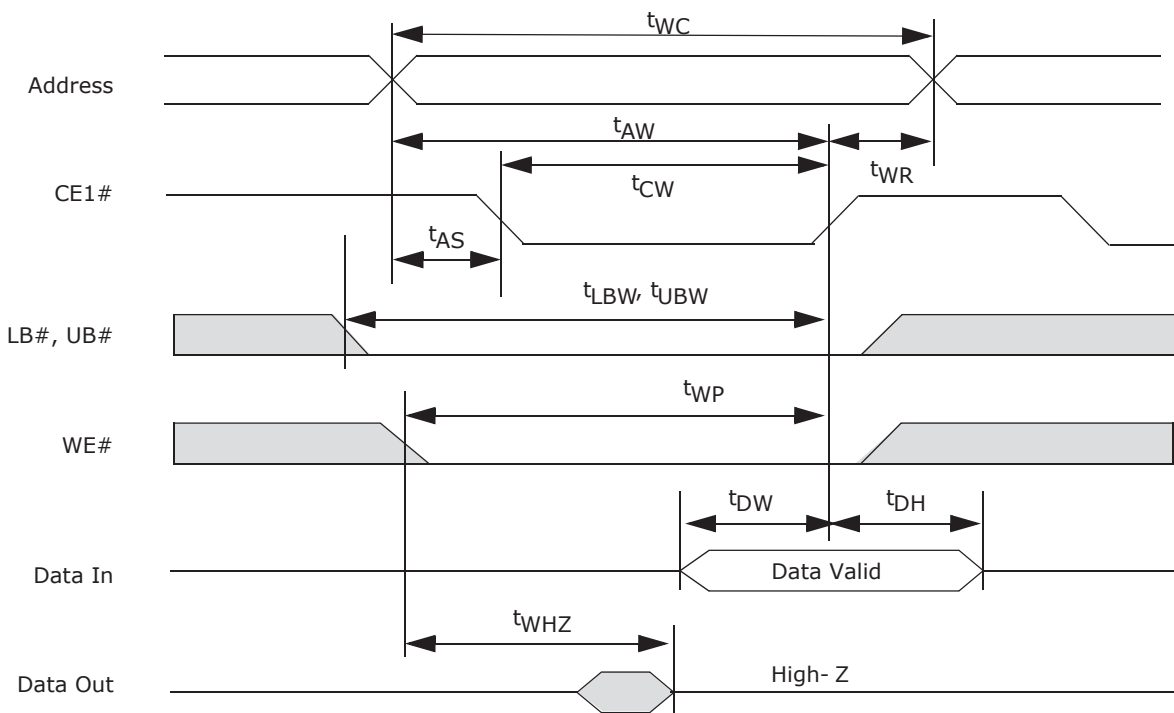 tWC
Address
tAW
tCW
tWR
CE1#
tAS
tLBW, tUBW
LB#, UB#
tWP
WE#
tDW
tDH
Data In
Data Valid
tWHZ
Data Out
High- Z